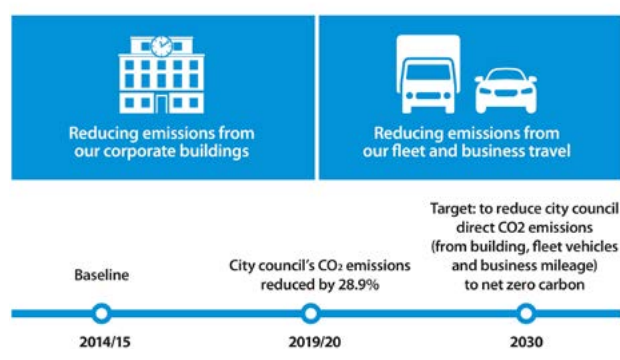 Reducing emissions from
our corporate buildings
Reducing emissions from
our fleet and business travel
Baseline
City council's CO₂ emissions
reduced by 28.9%
Target: to reduce city council
direct CO2 emissions
(from building, fleet vehicles
and business mileage)
to net zero carbon
2014/15
2019/20
2030